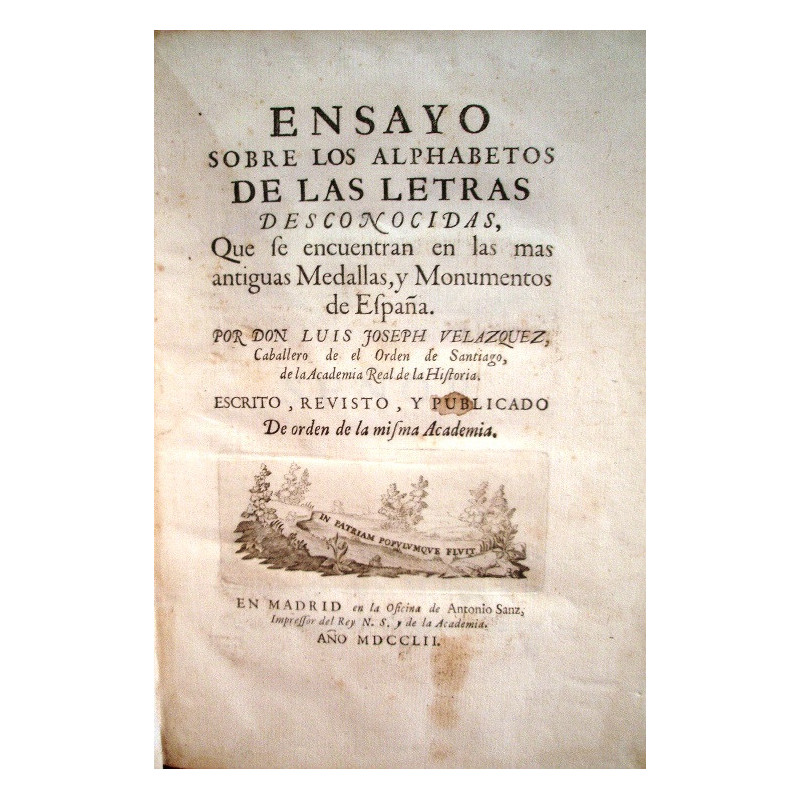 ENSAYO
SOBRE LOS ALPHABETOS
DE LAS LETRAS
DESCONOCIDAS,
Que ſe encuentran en las mas
antiguas Medallas, y Monumentos
de Eſpaña.
POR DON LUIS JOSEPH VELAZQUEZ,
Caballero de el Orden de Santiago,
de la Academia Real de la Hiſtoria.
ESCRITO, REVISTO, Y PUBLICADO
De orden de la miſma Academia.
IN PATRIAM POPVLVMQVE FLVIT
EN MADRID en la Oficina de Antonio Sanz,
Impreſſor del Rey N. S. y de la Academia.
AÑO MDCCLII.